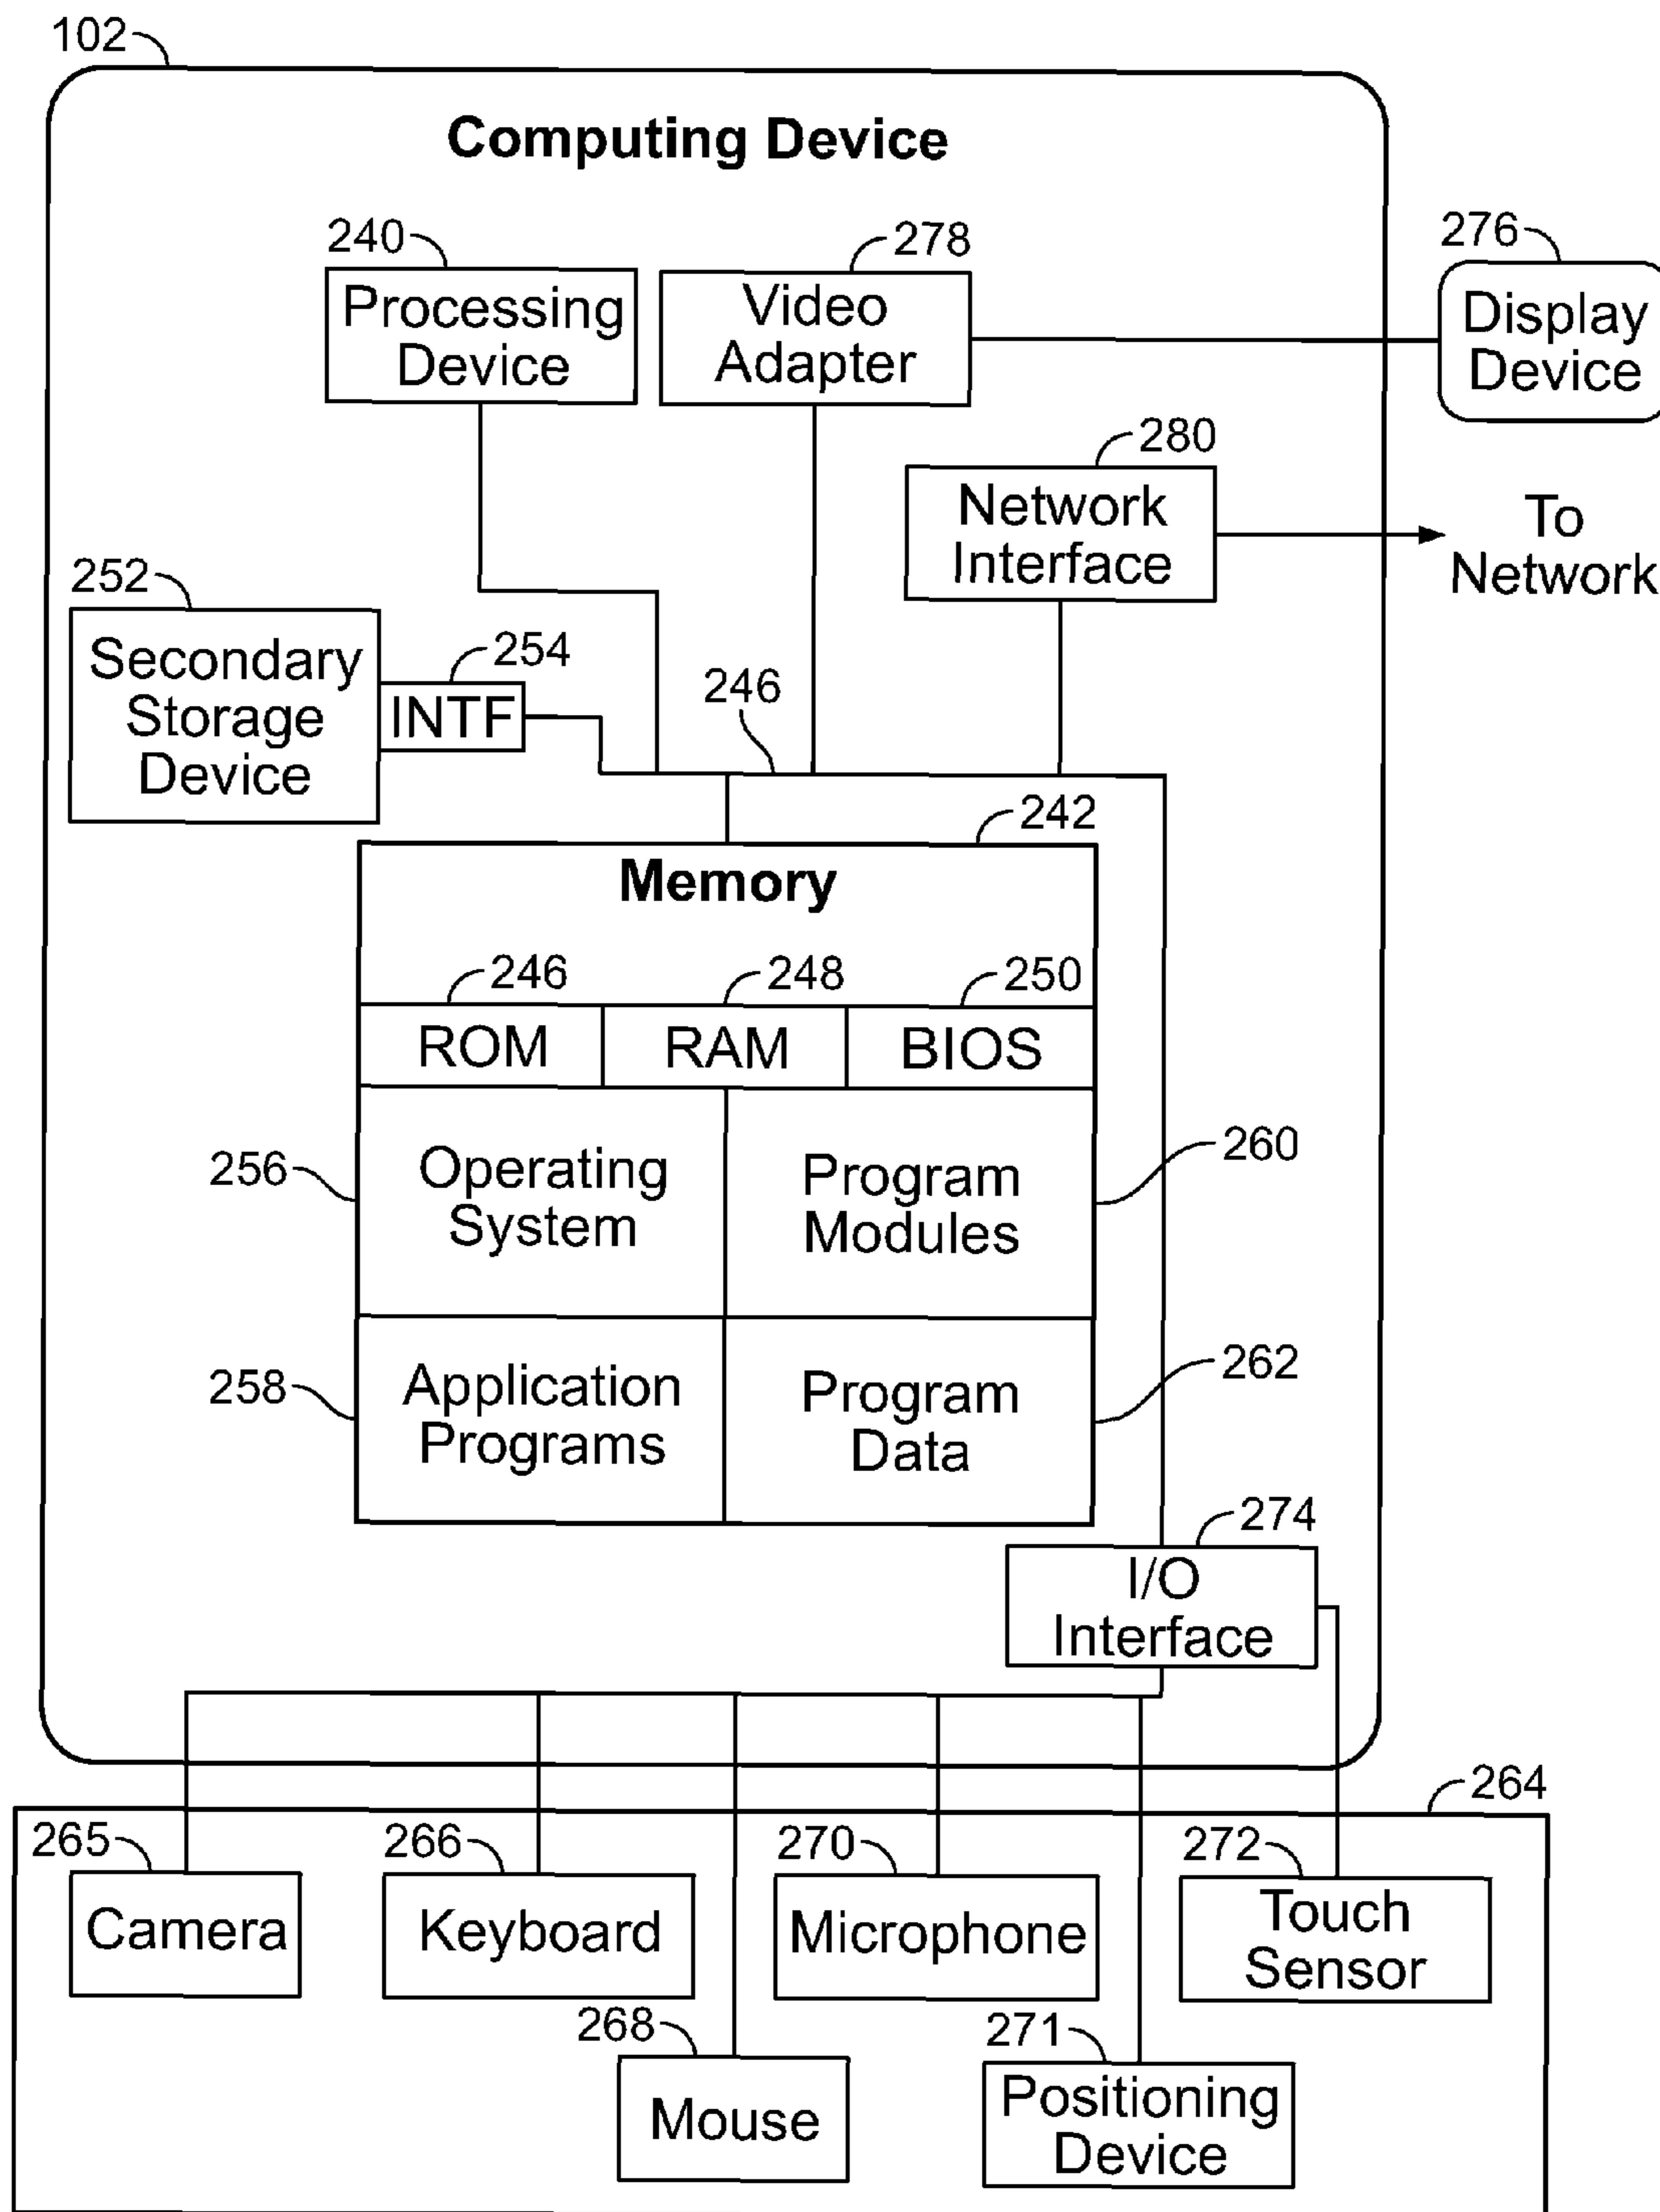 102
Computing Device
240
278
276
Processing
Device
Video
Adapter
Display
Device
280
Network
Interface
To
Network
252
Secondary
Storage
Device
254
INTF
246
242
Memory
246
248
250
ROM
RAM
BIOS
256
Operating
System
Program
Modules
260
258
Application
Programs
Program
Data
262
274
I/O
Interface
264
265
Camera
266
Keyboard
270
Microphone
272
Touch
Sensor
268
Mouse
271
Positioning
Device